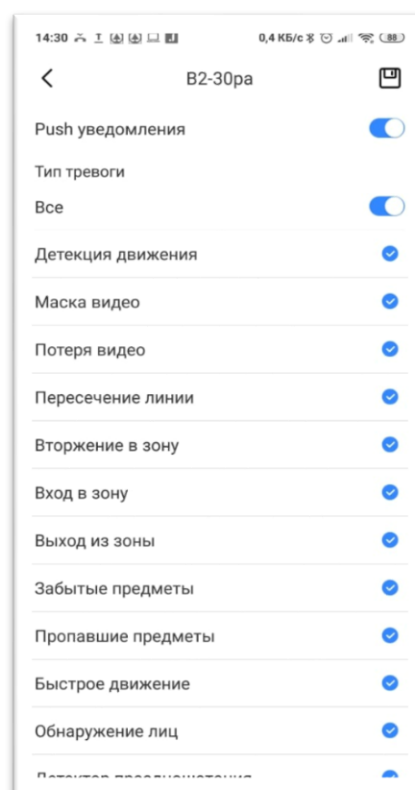 14:30 0,4 КБ/с 88
B2-30ра
Push уведомления
Тип тревоги
Все
Детекция движения
Маска видео
Потеря видео
Пересечение линии
Вторжение в зону
Вход в зону
Выход из зоны
Забытые предметы
Пропавшие предметы
Быстрое движение
Обнаружение лиц